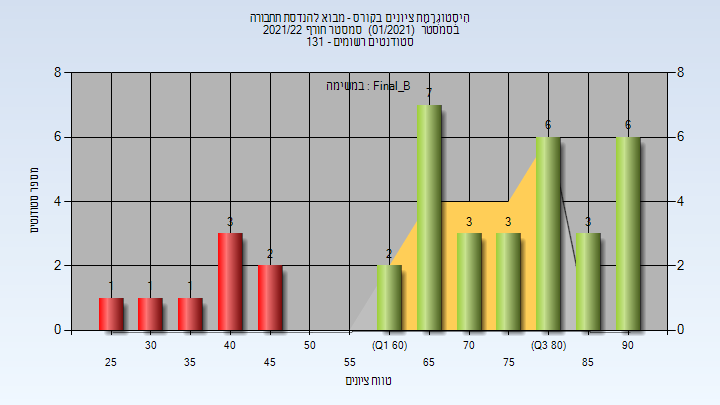 היסטוגרמת ציונים בקורס - מבוא להנדסת תחבורה
בסמסטר (01/2021) סמסטר חורף 2021/22
סטודנטים רשומים - 131
במשימה : Final_B
8 8
6 6
4 4
2 2
0 0
מספר סטודנטים
1 1 1 3 2 2 7 3 3 6 3 6
25 30 35 40 45 50 55 (Q1 60) 65 70 75 (Q3 80) 85 90
טווח ציונים